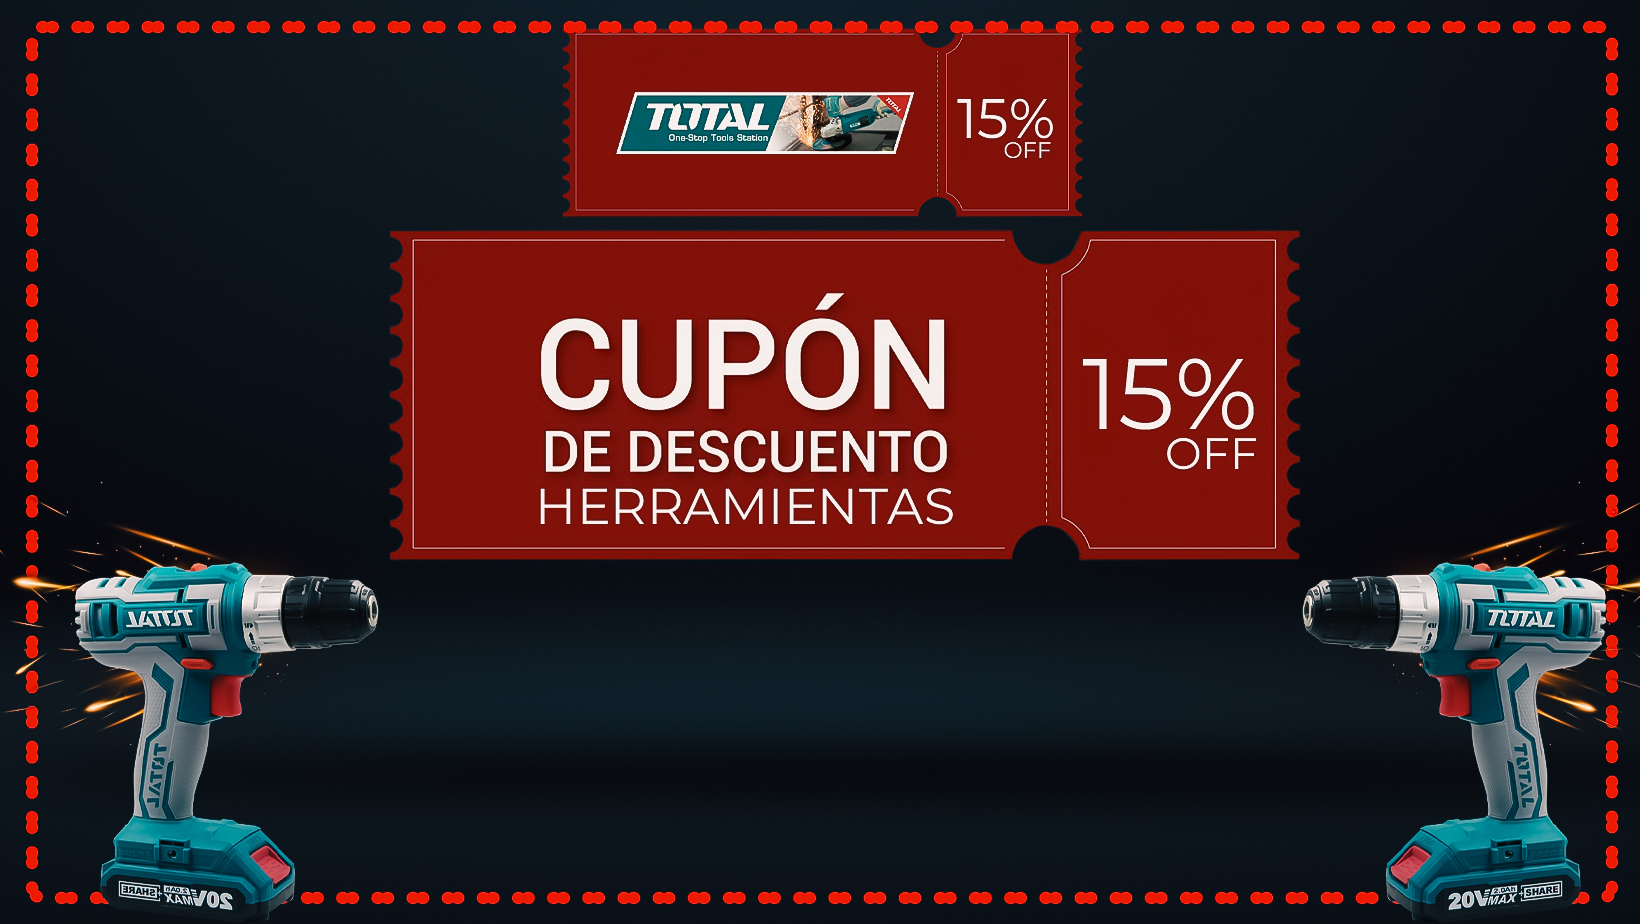 TOTAL
One-Stop Tools Station
TOTAL
15%
OFF
CUPÓN
DE DESCUENTO
HERRAMIENTAS
15%
OFF
TOTAL
TOTAL
20V MAX 2.0AH SHARE
TOTAL
TOTAL
20V MAX 2.0AH SHARE